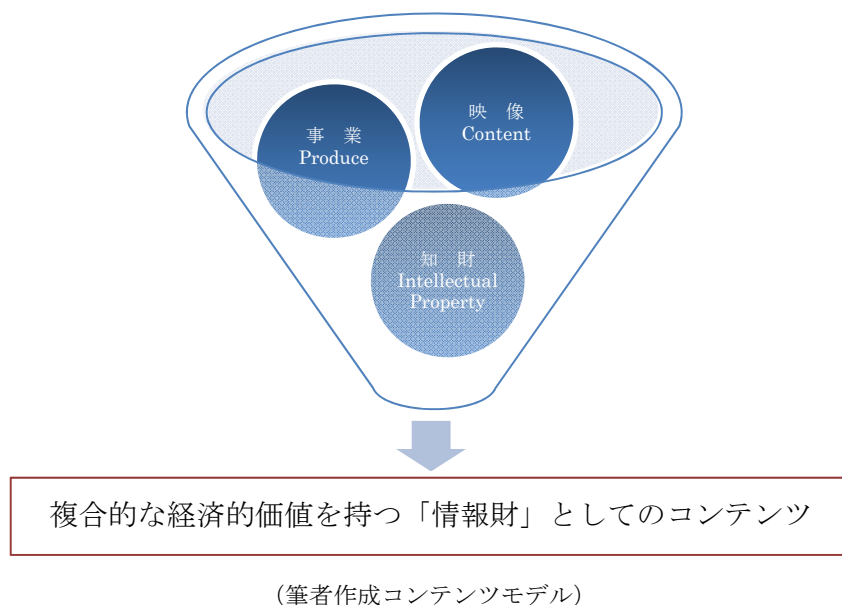 映 像
Content
事 業
Produce
知 財
Intellectual
Property
複合的な経済的価値を持つ「情報財」としてのコンテンツ
(筆者作成コンテンツモデル)